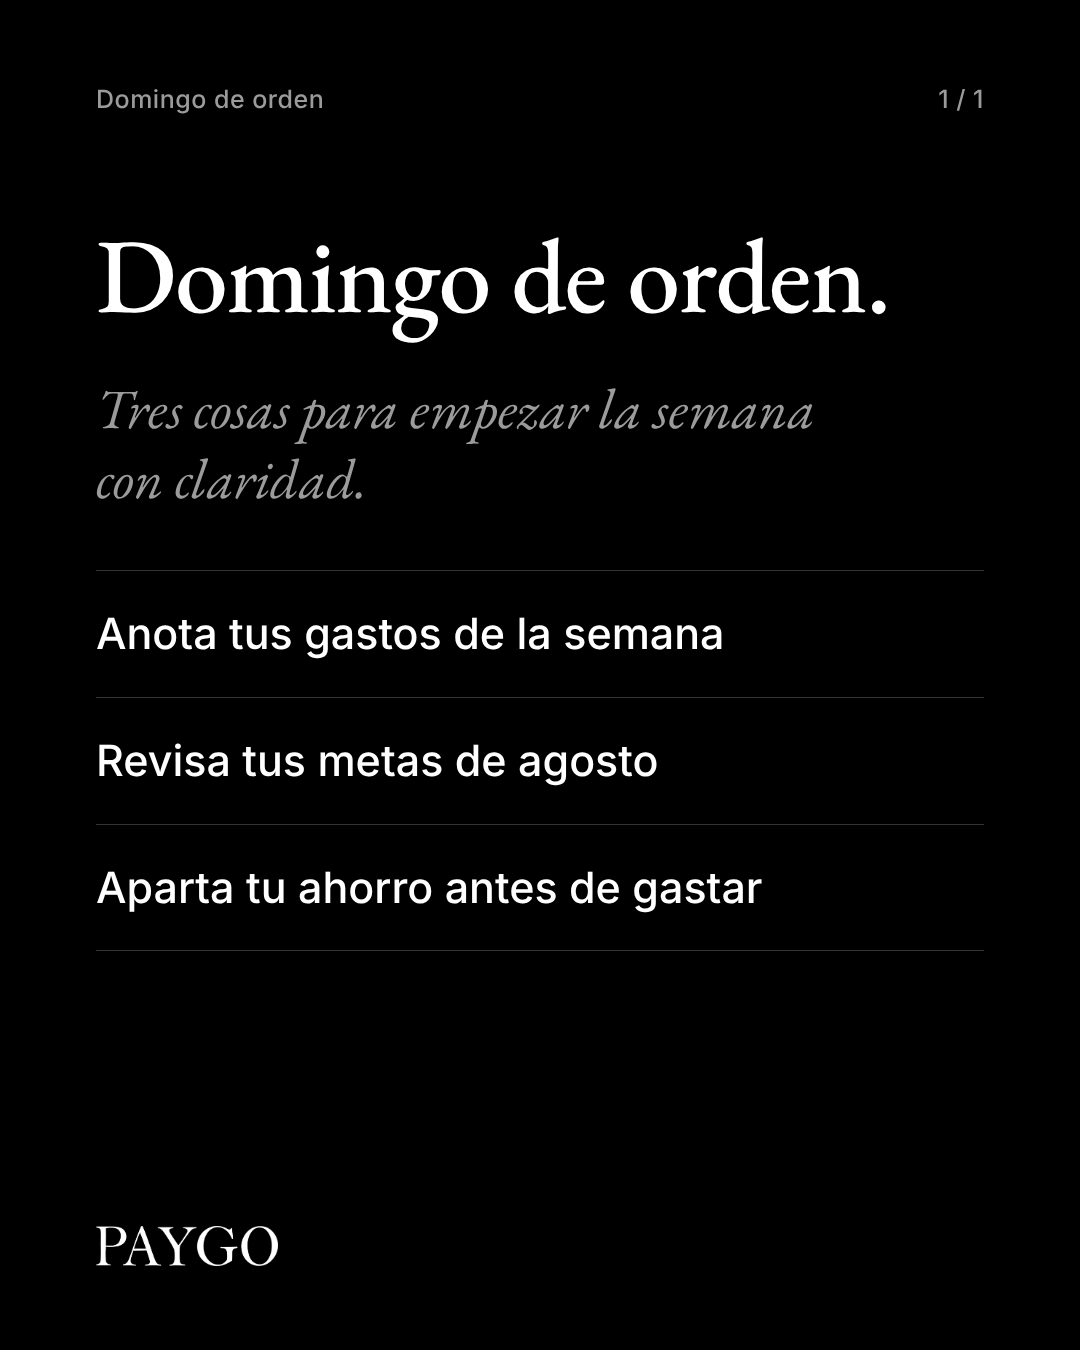 Domingo de orden
1 / 1
Domingo de orden.
Tres cosas para empezar la semana
con claridad.
Anota tus gastos de la semana
Revisa tus metas de agosto
Aparta tu ahorro antes de gastar
PAYGO